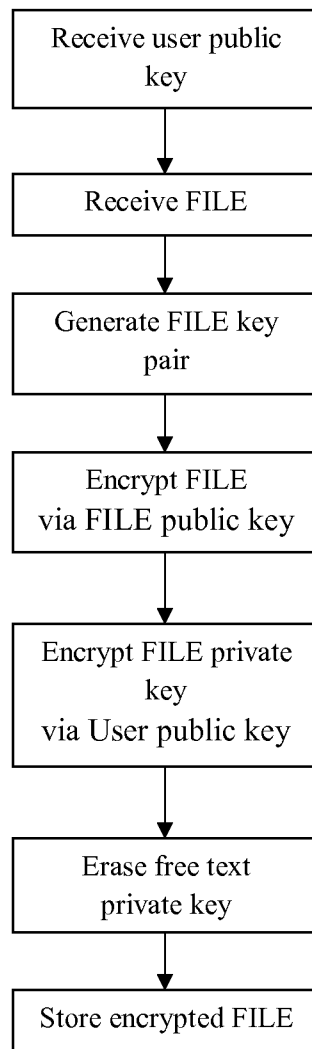 Receive user public
key
Receive FILE
Generate FILE key
pair
Encrypt FILE
via FILE public key
Encrypt FILE private
key
via User public key
Erase free text
private key
Store encrypted FILE